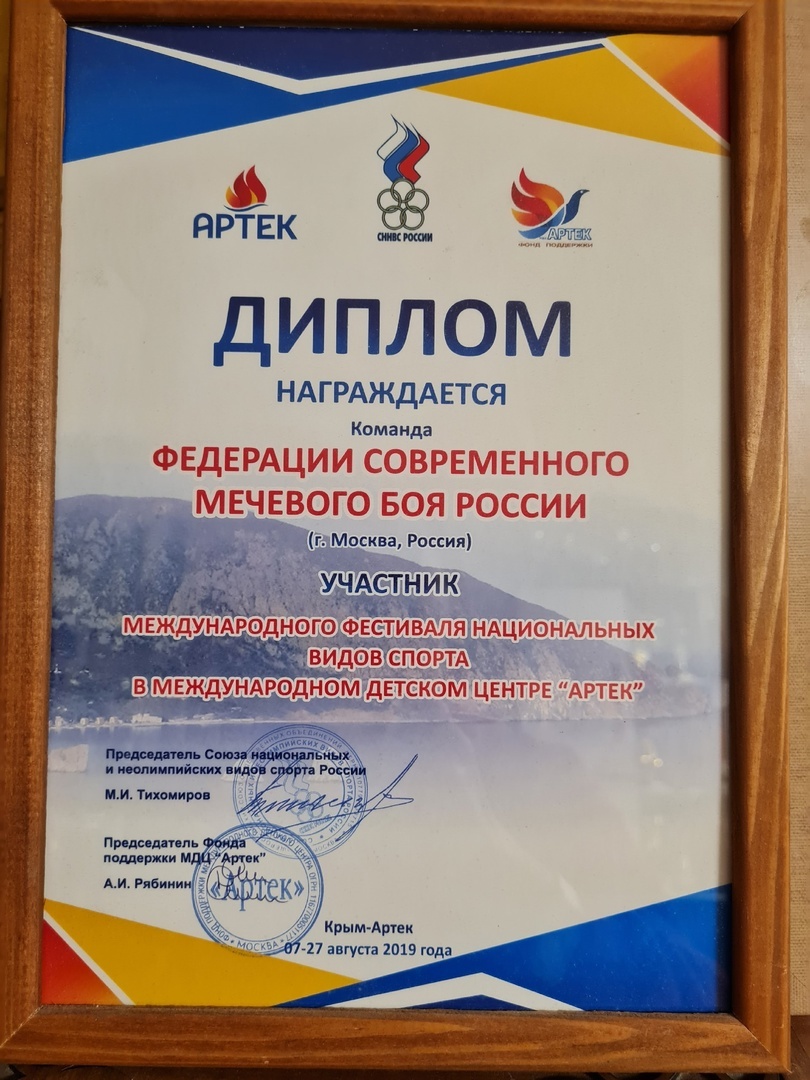 АРТЕК
СННВС РОССИИ
АРТЕК
ФОНД ПОДДЕРЖКИ
ДИПЛОМ
НАГРАЖДАЕТСЯ
Команда
ФЕДЕРАЦИИ СОВРЕМЕННОГО
МЕЧЕВОГО БОЯ РОССИИ
(г. Москва, Россия)
УЧАСТНИК
МЕЖДУНАРОДНОГО ФЕСТИВАЛЯ НАЦИОНАЛЬНЫХ
ВИДОВ СПОРТА
В МЕЖДУНАРОДНОМ ДЕТСКОМ ЦЕНТРЕ “АРТЕК”
Председатель Союза национальных
и неолимпийских видов спорта России
М.И. Тихомиров
Председатель Фонда
поддержки МДЦ “Артек”
А.И. Рябинин
«Артек»
МОСКВА
Крым-Артек
07-27 августа 2019 года